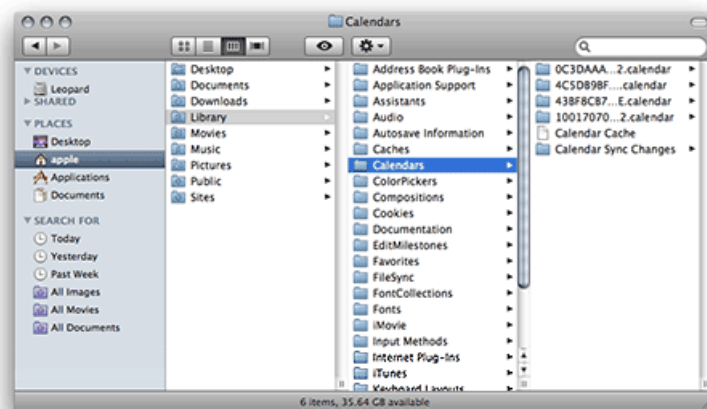 Calendars
DEVICES
Leopard
SHARED
PLACES
Desktop
apple
Applications
Documents
SEARCH FOR
Today
Yesterday
Past Week
All Images
All Movies
All Documents
Desktop
Documents
Downloads
Library
Movies
Music
Pictures
Public
Sites
Address Book Plug-Ins
Application Support
Assistants
Audio
Autosave Information
Caches
Calendars
ColorPickers
Compositions
Cookies
Documentation
EditMilestones
Favorites
FileSync
FontCollections
Fonts
iMovie
Input Methods
Internet Plug-Ins
iTunes
Keyboard Layouts
0C3DAAA...2.calendar
4C5D898F....calendar
43BF8CB7...E.calendar
10017070...2.calendar
Calendar Cache
Calendar Sync Changes
6 items, 35.64 GB available